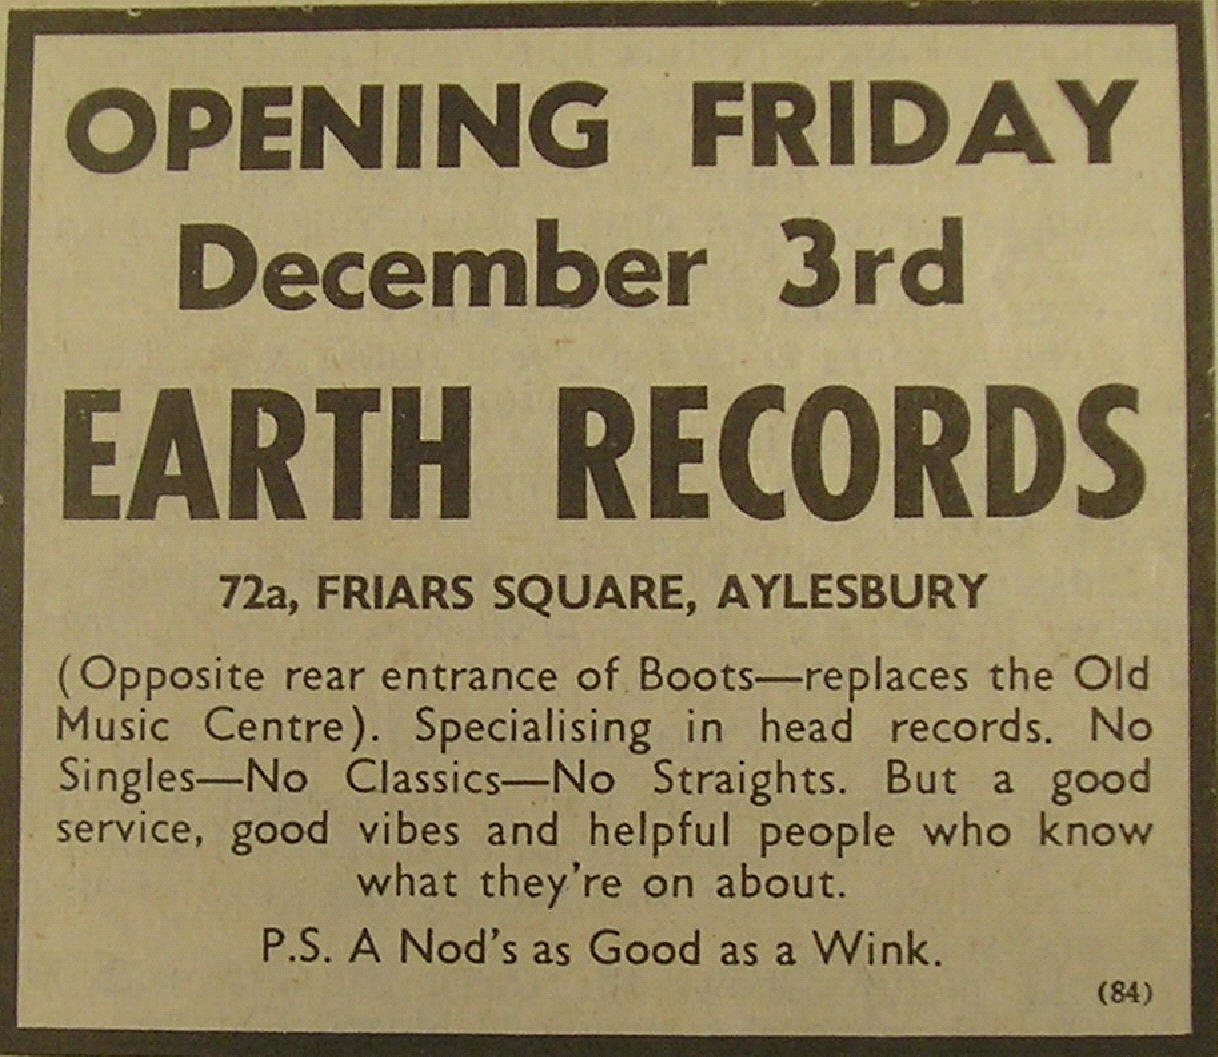 OPENING FRIDAY
December 3rd
EARTH RECORDS
72a, FRIARS SQUARE, AYLESBURY
(Opposite rear entrance of Boots—replaces the Old
Music Centre). Specialising in head records. No
Singles—No Classics—No Straights. But a good
service, good vibes and helpful people who know
what they're on about.
P.S. A Nod's as Good as a Wink.
(84)